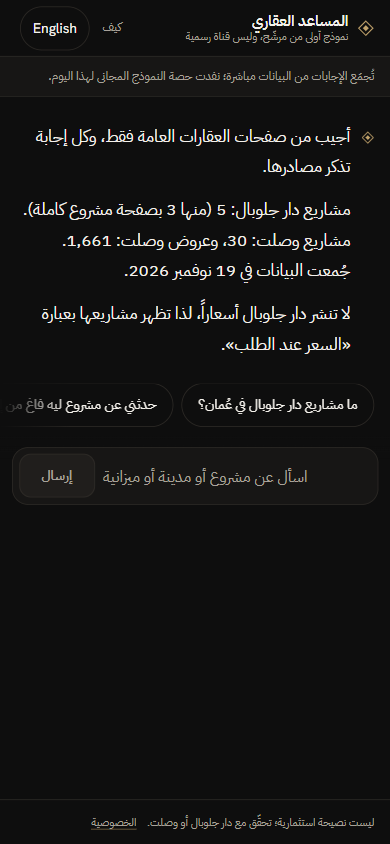 المساعد العقاري
نموذج أولي من مرشّح، وليس قناة رسمية
كيف
English
تُجمَع الإجابات من البيانات مباشرة؛ نفدت حصة النموذج المجاني لهذا اليوم.
أجيب من صفحات العقارات العامة فقط، وكل إجابة
تذكر مصادرها.
مشاريع دار جلوبال: 5 (منها 3 بصفحة مشروع كاملة).
مشاريع وصلت: 30، وعروض وصلت: 1,661.
جُمعت البيانات في 19 نوفمبر 2026.
لا تنشر دار جلوبال أسعاراً، لذا تظهر مشاريعها بعبارة
«السعر عند الطلب».
ما مشاريع دار جلوبال في عُمان؟
حدثني عن مشروع ليه فاغ من
اسأل عن مشروع أو مدينة أو ميزانية
إرسال
ليست نصيحة استثمارية؛ تحقّق مع دار جلوبال أو وصلت.
الخصوصية